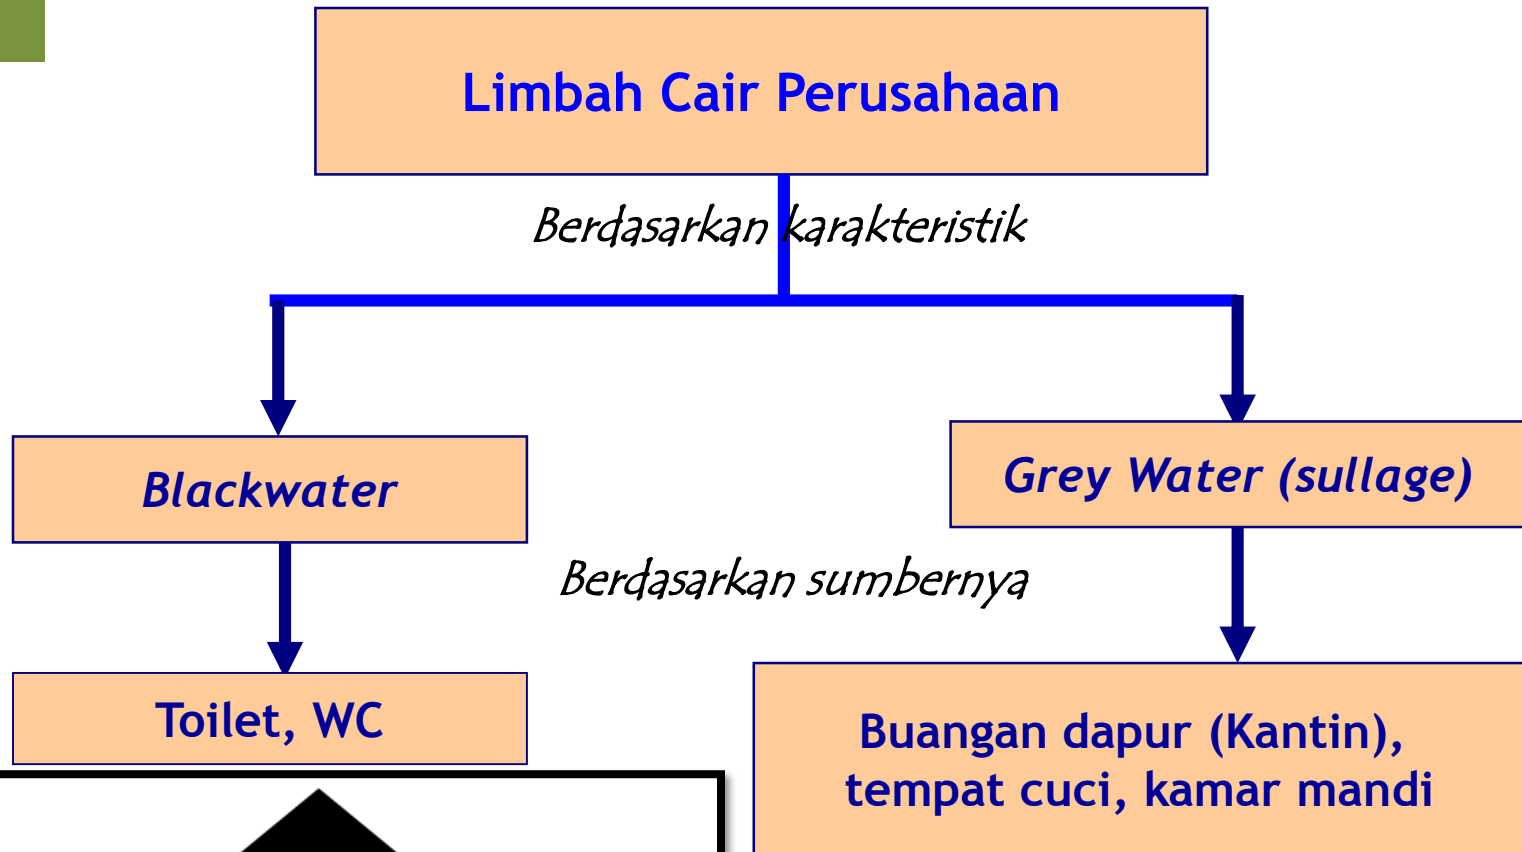 Limbah Cair Perusahaan
Berdasarkan karakteristik
Blackwater
Grey Water (sullage)
Berdasarkan sumbernya
Toilet, WC
Buangan dapur (Kantin),
tempat cuci, kamar mandi